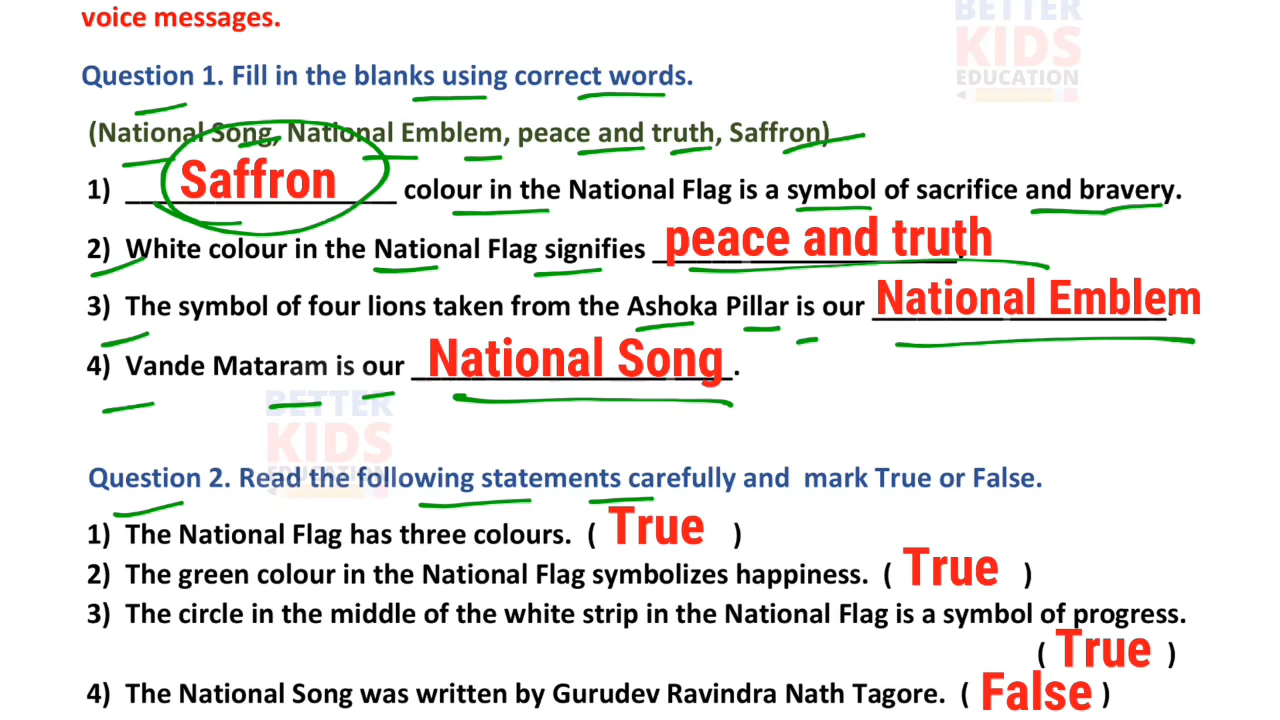 voice messages.
BETTER
KIDS
EDUCATION
Question 1. Fill in the blanks using correct words.
(National Song, National Emblem, peace and truth, Saffron)
1) Saffron colour in the National Flag is a symbol of sacrifice and bravery.
2) White colour in the National Flag signifies peace and truth.
3) The symbol of four lions taken from the Ashoka Pillar is our National Emblem.
4) Vande Mataram is our National Song.
BETTER
KIDS
EDUCATION
Question 2. Read the following statements carefully and mark True or False.
1) The National Flag has three colours. ( True )
2) The green colour in the National Flag symbolizes happiness. ( True )
3) The circle in the middle of the white strip in the National Flag is a symbol of progress.
( True )
4) The National Song was written by Gurudev Ravindra Nath Tagore. ( False )